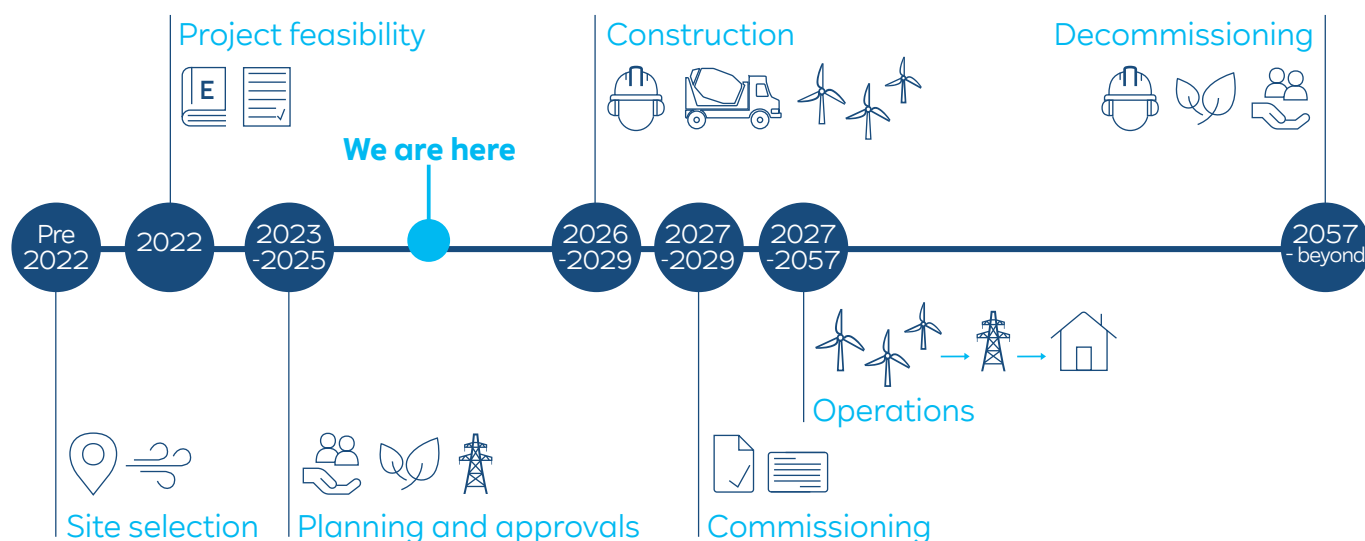 Project feasibility
Construction
Decommissioning
E
We are here
Pre
2022
2022
2023
-2025
2026
-2029
2027
-2029
2027
-2057
2057
- beyond
Operations
Site selection
Planning and approvals
Commissioning